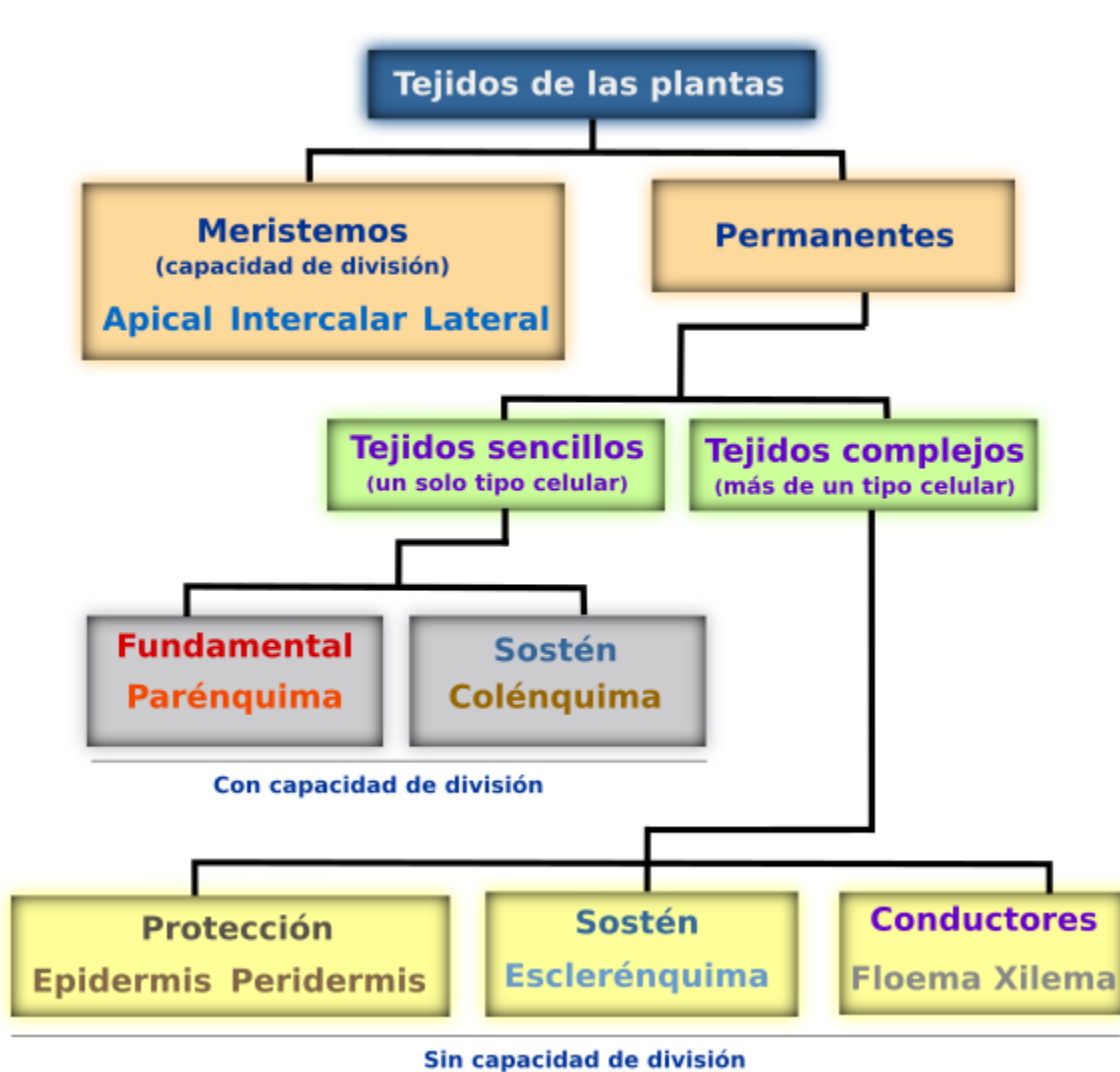 Tejidos de las plantas
Meristemos
(capacidad de división)
Apical Intercalar Lateral
Permanentes
Tejidos sencillos
(un solo tipo celular)
Tejidos complejos
(más de un tipo celular)
Fundamental
Parénquima
Sostén
Colénquima
Con capacidad de división
Protección
Epidermis Peridermis
Sostén
Esclerénquima
Conductores
Floema Xilema
Sin capacidad de división